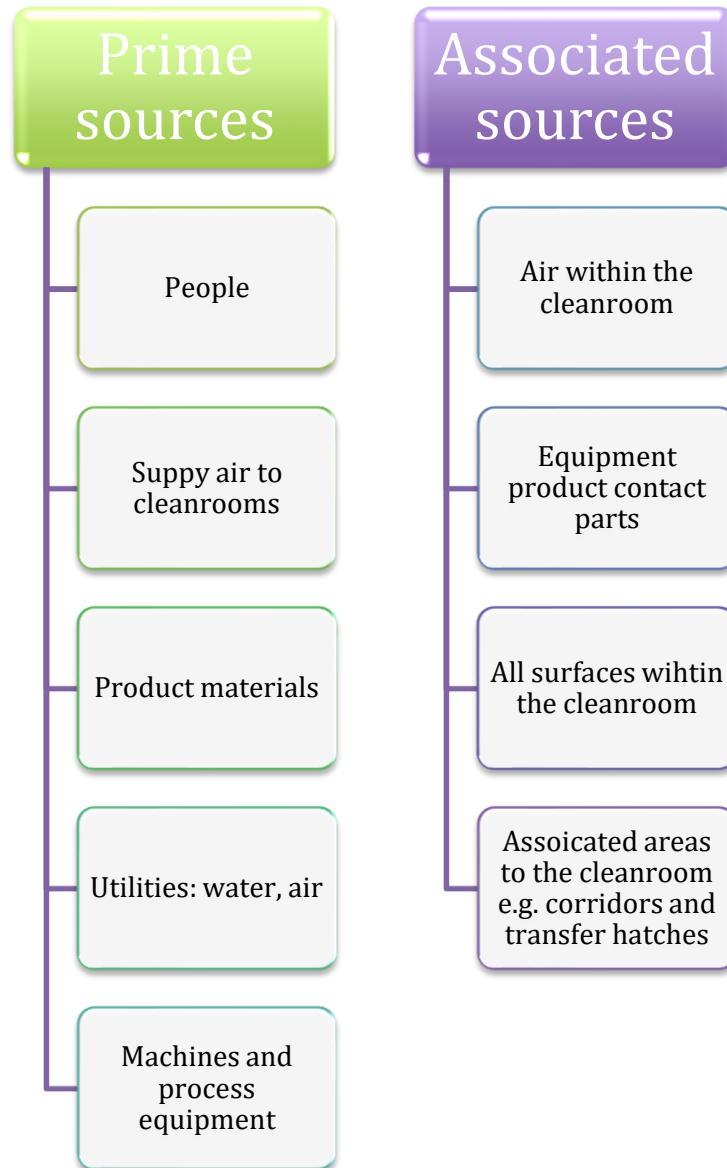 Prime
sources
People
Suppy air to
cleanrooms
Product materials
Utilities: water, air
Machines and
process
equipment
Associated
sources
Air within the
cleanroom
Equipment
product contact
parts
All surfaces wihtin
the cleanroom
Assoicated areas
to the cleanroom
e.g. corridors and
transfer hatches